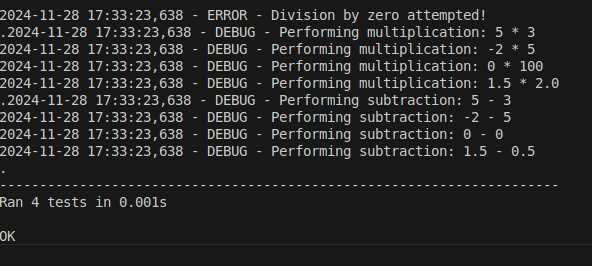 2024-11-28 17:33:23,638 - ERROR - Division by zero attempted!
.2024-11-28 17:33:23,638 - DEBUG - Performing multiplication: 5 * 3
2024-11-28 17:33:23,638 - DEBUG - Performing multiplication: -2 * 5
2024-11-28 17:33:23,638 - DEBUG - Performing multiplication: 0 * 100
2024-11-28 17:33:23,638 - DEBUG - Performing multiplication: 1.5 * 2.0
.2024-11-28 17:33:23,638 - DEBUG - Performing subtraction: 5 - 3
2024-11-28 17:33:23,638 - DEBUG - Performing subtraction: -2 - 5
2024-11-28 17:33:23,638 - DEBUG - Performing subtraction: 0 - 0
2024-11-28 17:33:23,638 - DEBUG - Performing subtraction: 1.5 - 0.5
.
----------------------------------------------------------------------
Ran 4 tests in 0.001s
OK